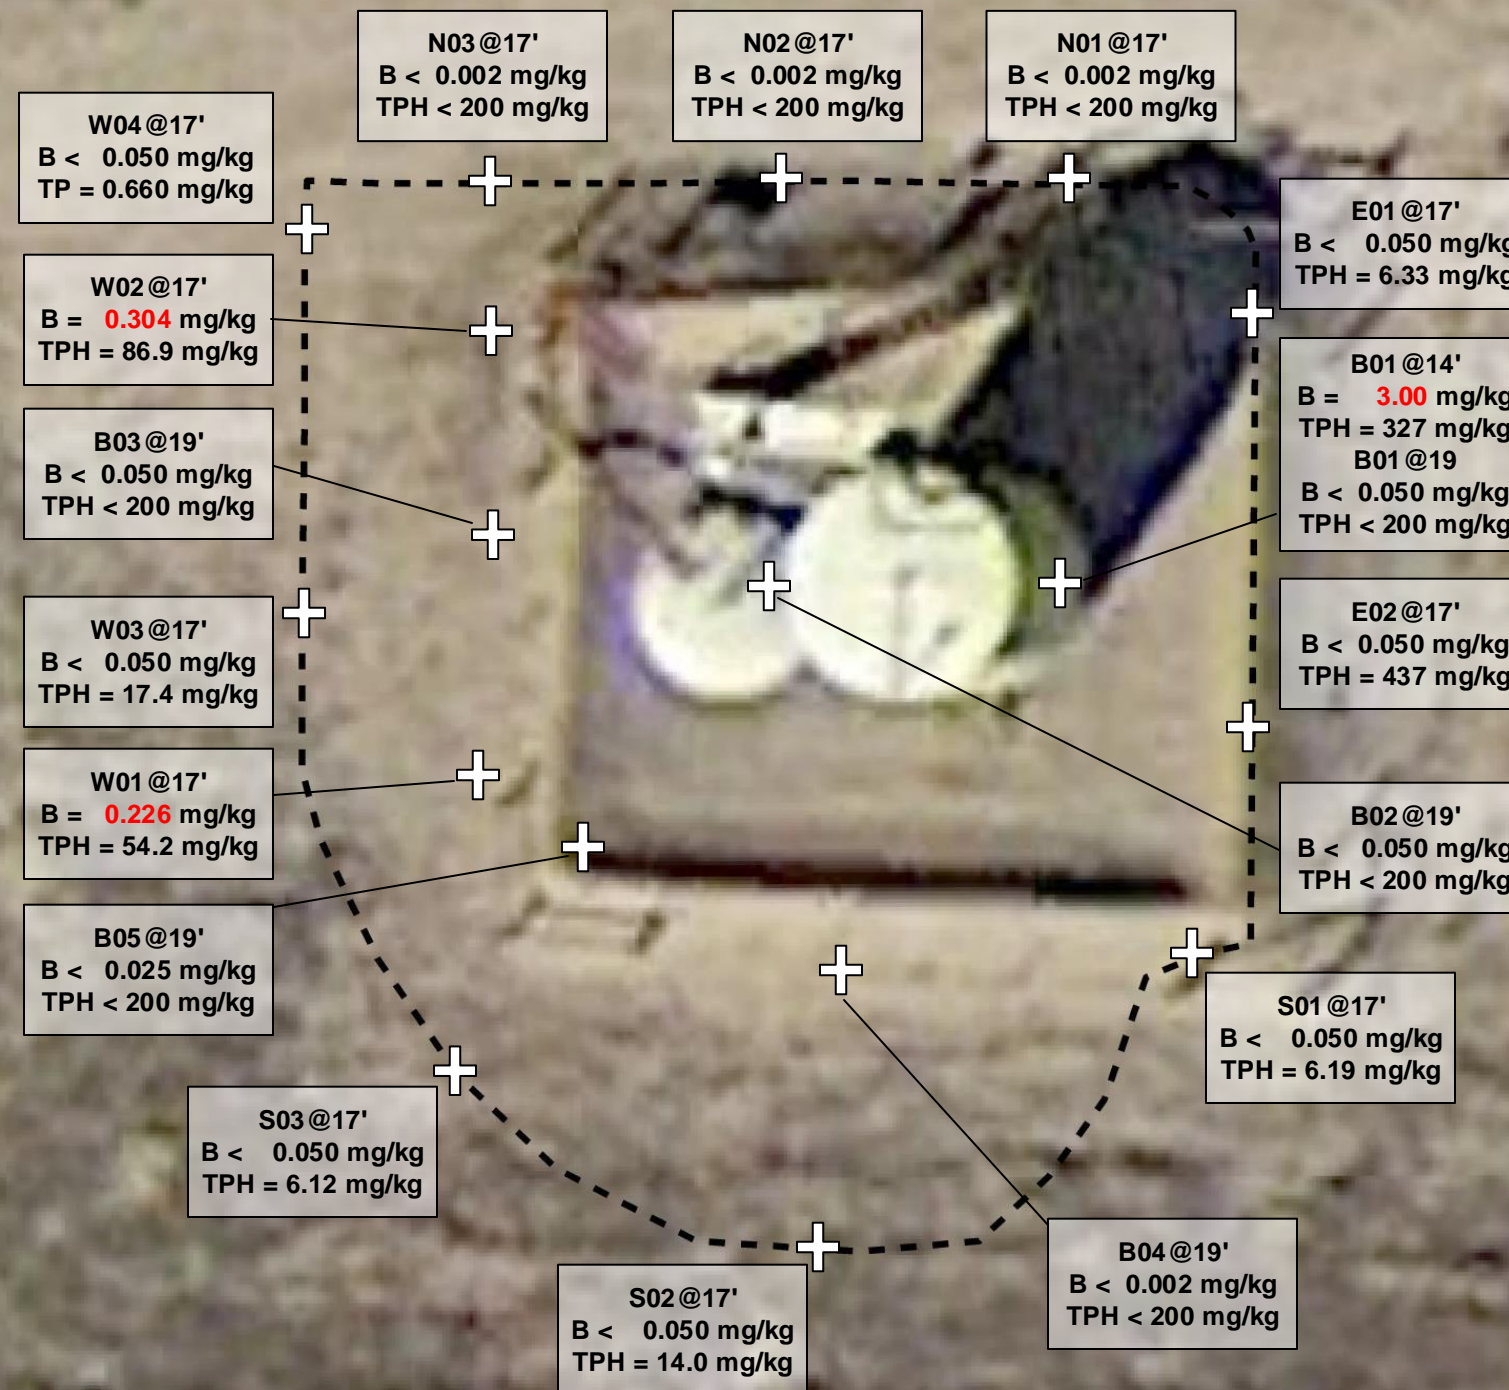 N03@17'
B < 0.002 mg/kg
TPH < 200 mg/kg
N02@17'
B < 0.002 mg/kg
TPH < 200 mg/kg
N01@17'
B < 0.002 mg/kg
TPH < 200 mg/kg
W04@17'
B < 0.050 mg/kg
TP = 0.660 mg/kg
E01@17'
B < 0.050 mg/kg
TPH = 6.33 mg/kg
W02@17'
B = 0.304 mg/kg
TPH = 86.9 mg/kg
B01@14'
B = 3.00 mg/kg
TPH = 327 mg/kg
B01@19
B < 0.050 mg/kg
TPH < 200 mg/kg
B03@19'
B < 0.050 mg/kg
TPH < 200 mg/kg
E02@17'
B < 0.050 mg/kg
TPH = 437 mg/kg
W03@17'
B < 0.050 mg/kg
TPH = 17.4 mg/kg
W01@17'
B = 0.226 mg/kg
TPH = 54.2 mg/kg
B02@19'
B < 0.050 mg/kg
TPH < 200 mg/kg
B05@19'
B < 0.025 mg/kg
TPH < 200 mg/kg
S01@17'
B < 0.050 mg/kg
TPH = 6.19 mg/kg
S03@17'
B < 0.050 mg/kg
TPH = 6.12 mg/kg
B04@19'
B < 0.002 mg/kg
TPH < 200 mg/kg
S02@17'
B < 0.050 mg/kg
TPH = 14.0 mg/kg